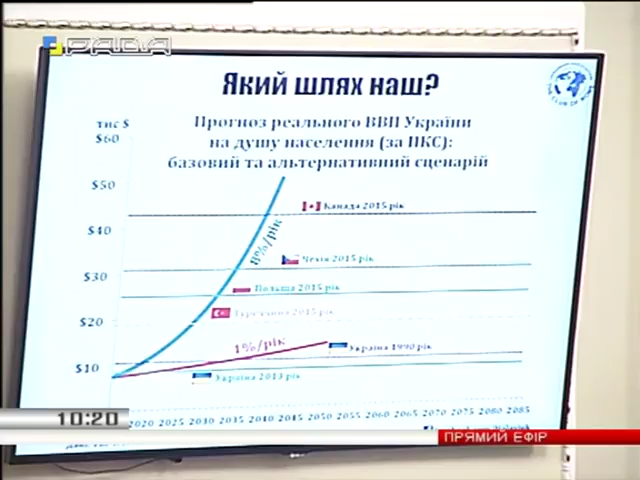 РАДА
Який шлях наш?
тис $
Прогноз реального ВВП України
на душу населення (за ПКС):
базовий та альтернативний сценарій
$60
$50
$40
$30
$20
$10
8%/рік
1%/рік
Канада 2015 рік
Чехія 2015 рік
Польща 2015 рік
Туреччина 2015 рік
Україна 1990 рік
Україна 2013 рік
2020 2025 2030 2035 2040 2045 2050 2055 2060 2065 2070 2075 2080 2085
10:20
ПРЯМИЙ ЕФІР